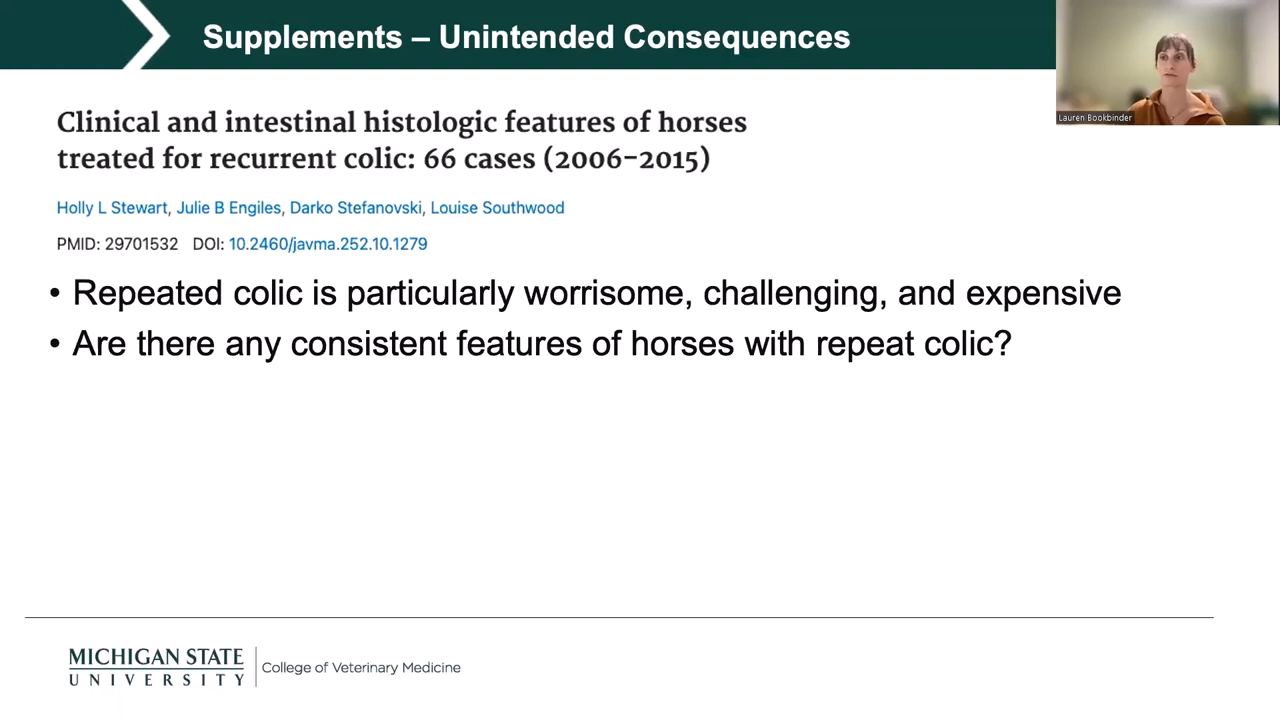 Supplements – Unintended Consequences
Lauren Bookbinder
Clinical and intestinal histologic features of horses
treated for recurrent colic: 66 cases (2006-2015)
Holly L Stewart, Julie B Engiles, Darko Stefanovski, Louise Southwood
PMID: 29701532 DOI: 10.2460/javma.252.10.1279
• Repeated colic is particularly worrisome, challenging, and expensive
• Are there any consistent features of horses with repeat colic?
MICHIGAN STATE
UNIVERSITY
College of Veterinary Medicine